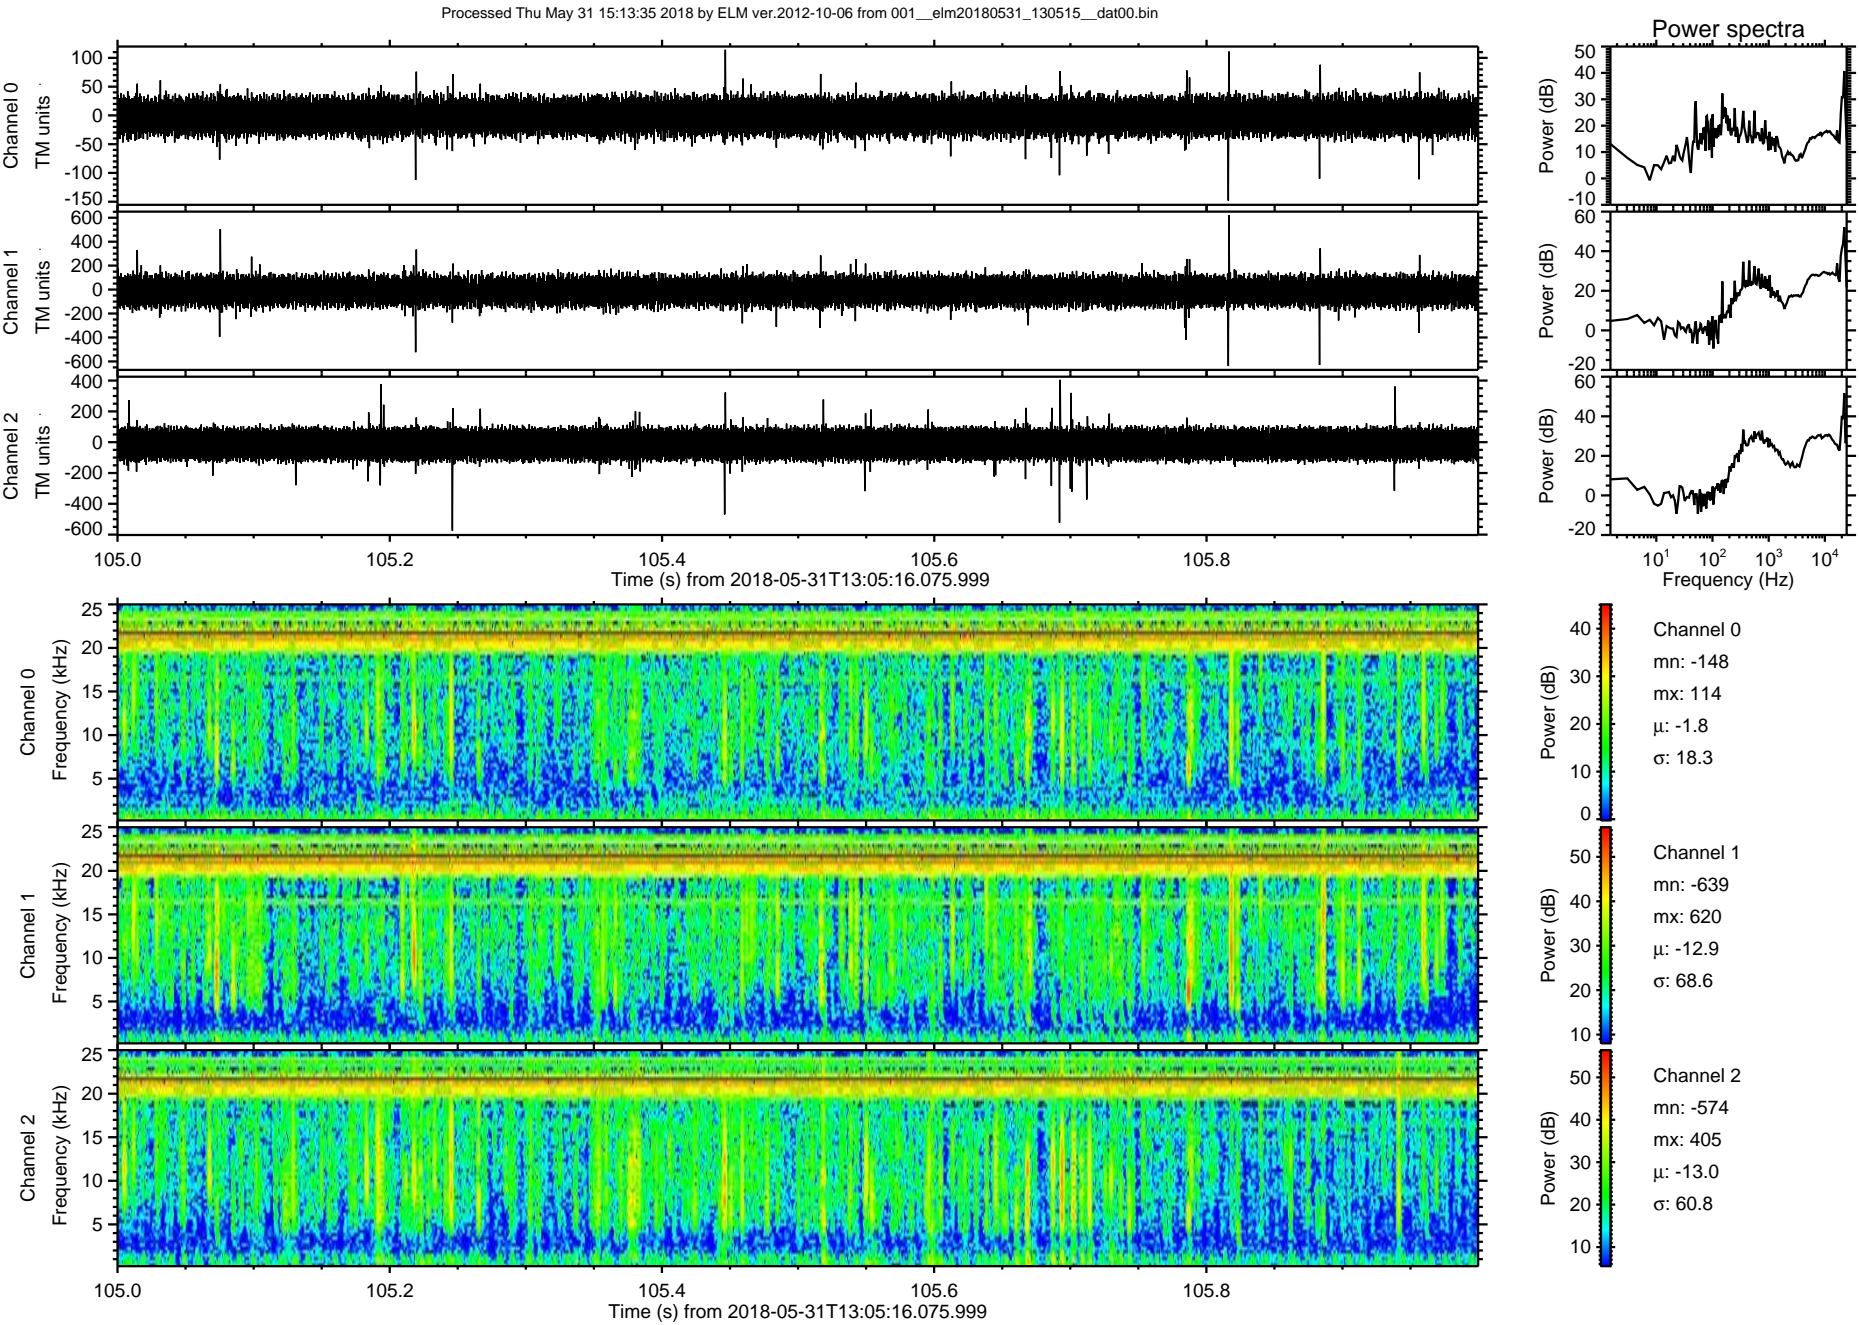 Processed Thu May 31 15:13:35 2018 by ELM ver.2012-10-06 from 001__elm20180531_130515__dat00.bin
Power spectra
Channel 0
TM units
100
50
0
-50
-100
-150
Power (dB)
50
40
30
20
10
0
-10
Channel 1
TM units
600
400
200
0
-200
-400
-600
Power (dB)
60
40
20
0
-20
Channel 2
TM units
400
200
0
-200
-400
-600
Power (dB)
60
40
20
0
-20
105.0 105.2 105.4 105.6 105.8
Time (s) from 2018-05-31T13:05:16.075.999
10¹ 10² 10³ 10⁴
Frequency (Hz)
Channel 0
Frequency (kHz)
25
20
15
10
5
Power (dB)
40
30
20
10
0
Channel 0
mn: -148
mx: 114
μ: -1.8
σ: 18.3
Channel 1
Frequency (kHz)
25
20
15
10
5
Power (dB)
50
40
30
20
10
Channel 1
mn: -639
mx: 620
μ: -12.9
σ: 68.6
Channel 2
Frequency (kHz)
25
20
15
10
5
Power (dB)
50
40
30
20
10
Channel 2
mn: -574
mx: 405
μ: -13.0
σ: 60.8
105.0 105.2 105.4 105.6 105.8
Time (s) from 2018-05-31T13:05:16.075.999